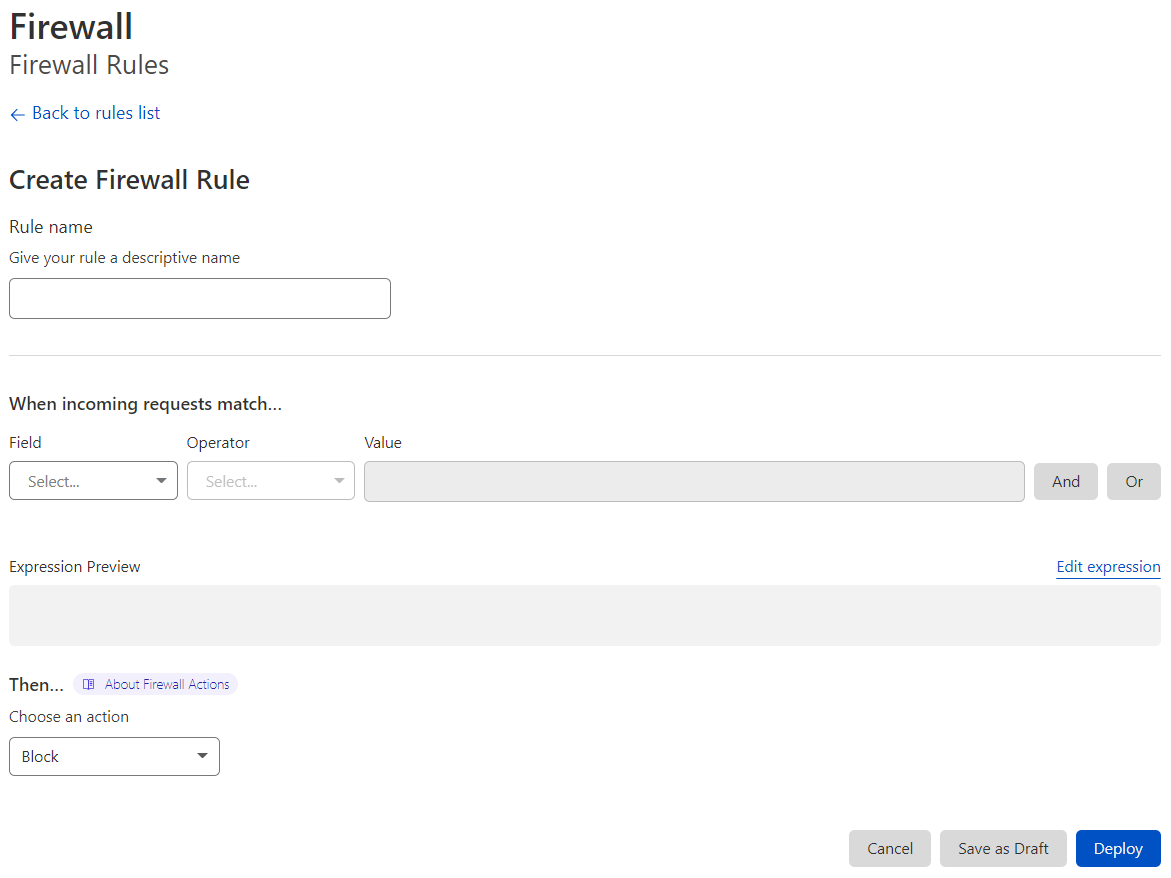 Firewall
Firewall Rules
Back to rules list
Create Firewall Rule
Rule name
Give your rule a descriptive name
When incoming requests match...
Field Operator Value
Select... Select... And Or
Expression Preview Edit expression
Then... About Firewall Actions
Choose an action
Block
Cancel Save as Draft Deploy